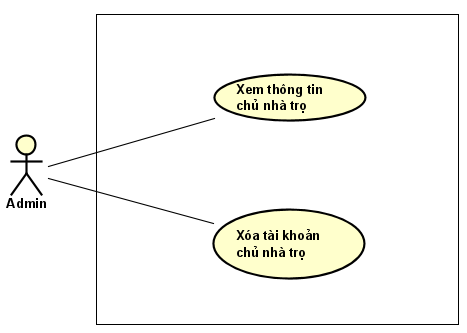 Xem thông tin
chủ nhà trọ
Admin
Xóa tài khoản
chủ nhà trọ